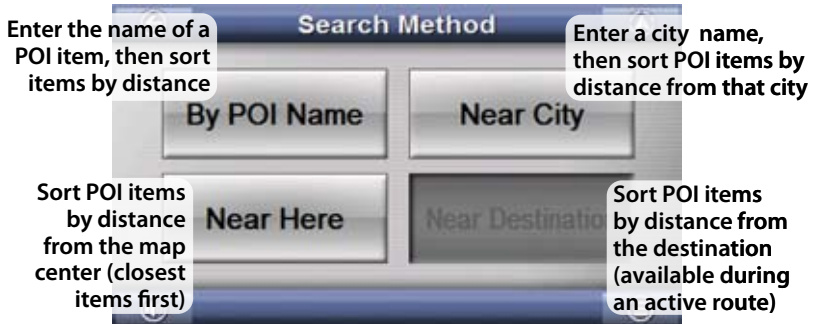 Search Method
Enter the name of a
POI item, then sort
items by distance
Enter a city name,
then sort POI items by
distance from that city
By POI Name
Near City
Sort POI items
by distance
from the map
center (closest
items first)
Near Here
Near Destinatio
Sort POI items
by distance from
the destination
(available during
an active route)